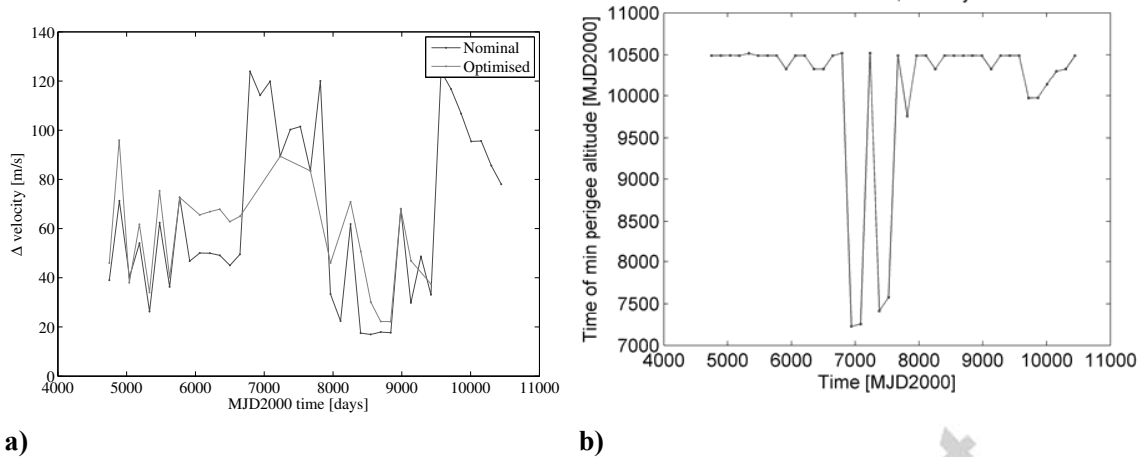 140
120
100
80
60
40
20
0
Δ velocity [m/s]
Nominal
Optimised
4000 5000 6000 7000 8000 9000 10000 11000
MJD2000 time [days]
a)
11000
10500
10000
9500
9000
8500
8000
7500
7000
Time of min perigee altitude [MJD2000]
4000 5000 6000 7000 8000 9000 10000 11000
Time [MJD2000]
b)